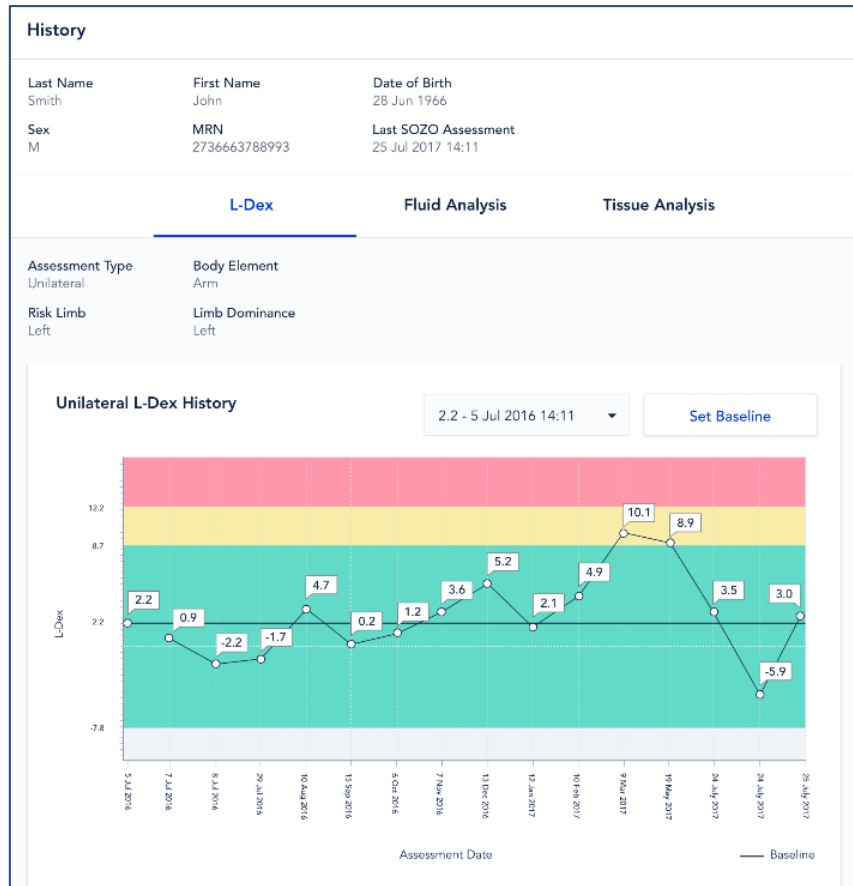 History
Last Name First Name Date of Birth
Smith John 28 Jun 1966
Sex MRN Last SOZO Assessment
M 2736663788993 25 Jul 2017 14:11
L-Dex Fluid Analysis Tissue Analysis
Assessment Type Body Element
Unilateral Arm
Risk Limb Limb Dominance
Left Left
Unilateral L-Dex History 2.2 - 5 Jul 2016 14:11 Set Baseline
12.2
8.7
2.2
-7.8
L-Dex
2.2 0.9 -2.2 -1.7 4.7 0.2 1.2 3.6 5.2 2.1 4.9 10.1 8.9 3.5 -5.9 3.0
5 Jul 2016
7 Jul 2016
8 Jul 2016
29 Jul 2016
10 Aug 2016
15 Sep 2016
6 Oct 2016
7 Nov 2016
13 Dec 2016
12 Jan 2017
10 Feb 2017
9 Mar 2017
19 May 2017
24 July 2017
24 July 2017
25 July 2017
Assessment Date Baseline